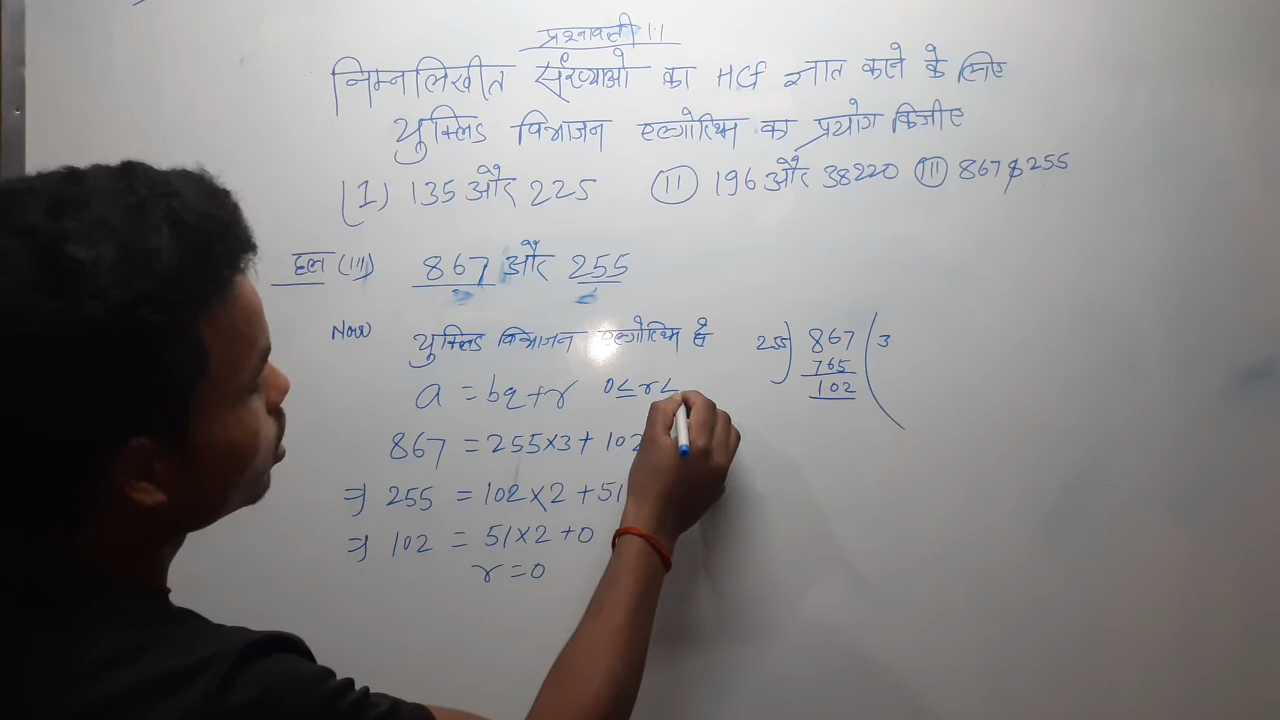 प्रश्नावली 1.1
निम्नलिखीत संख्याओ का HCF ज्ञात करने के लिए
युक्लिड विभाजन एल्गोरिथ्म का प्रयोग किजीए
(I) 135 और 225 (II) 196 और 38220 (III) 867 & 255
हल (III) 867 और 255
Now युक्लिड विभाजन एल्गोरिथ्म से
a = bq + r 0 ≤ r <
867 = 255×3 + 102
⇒ 255 = 102×2 + 51
⇒ 102 = 51×2 + 0
r = 0
255) 867 ( 3
765
102